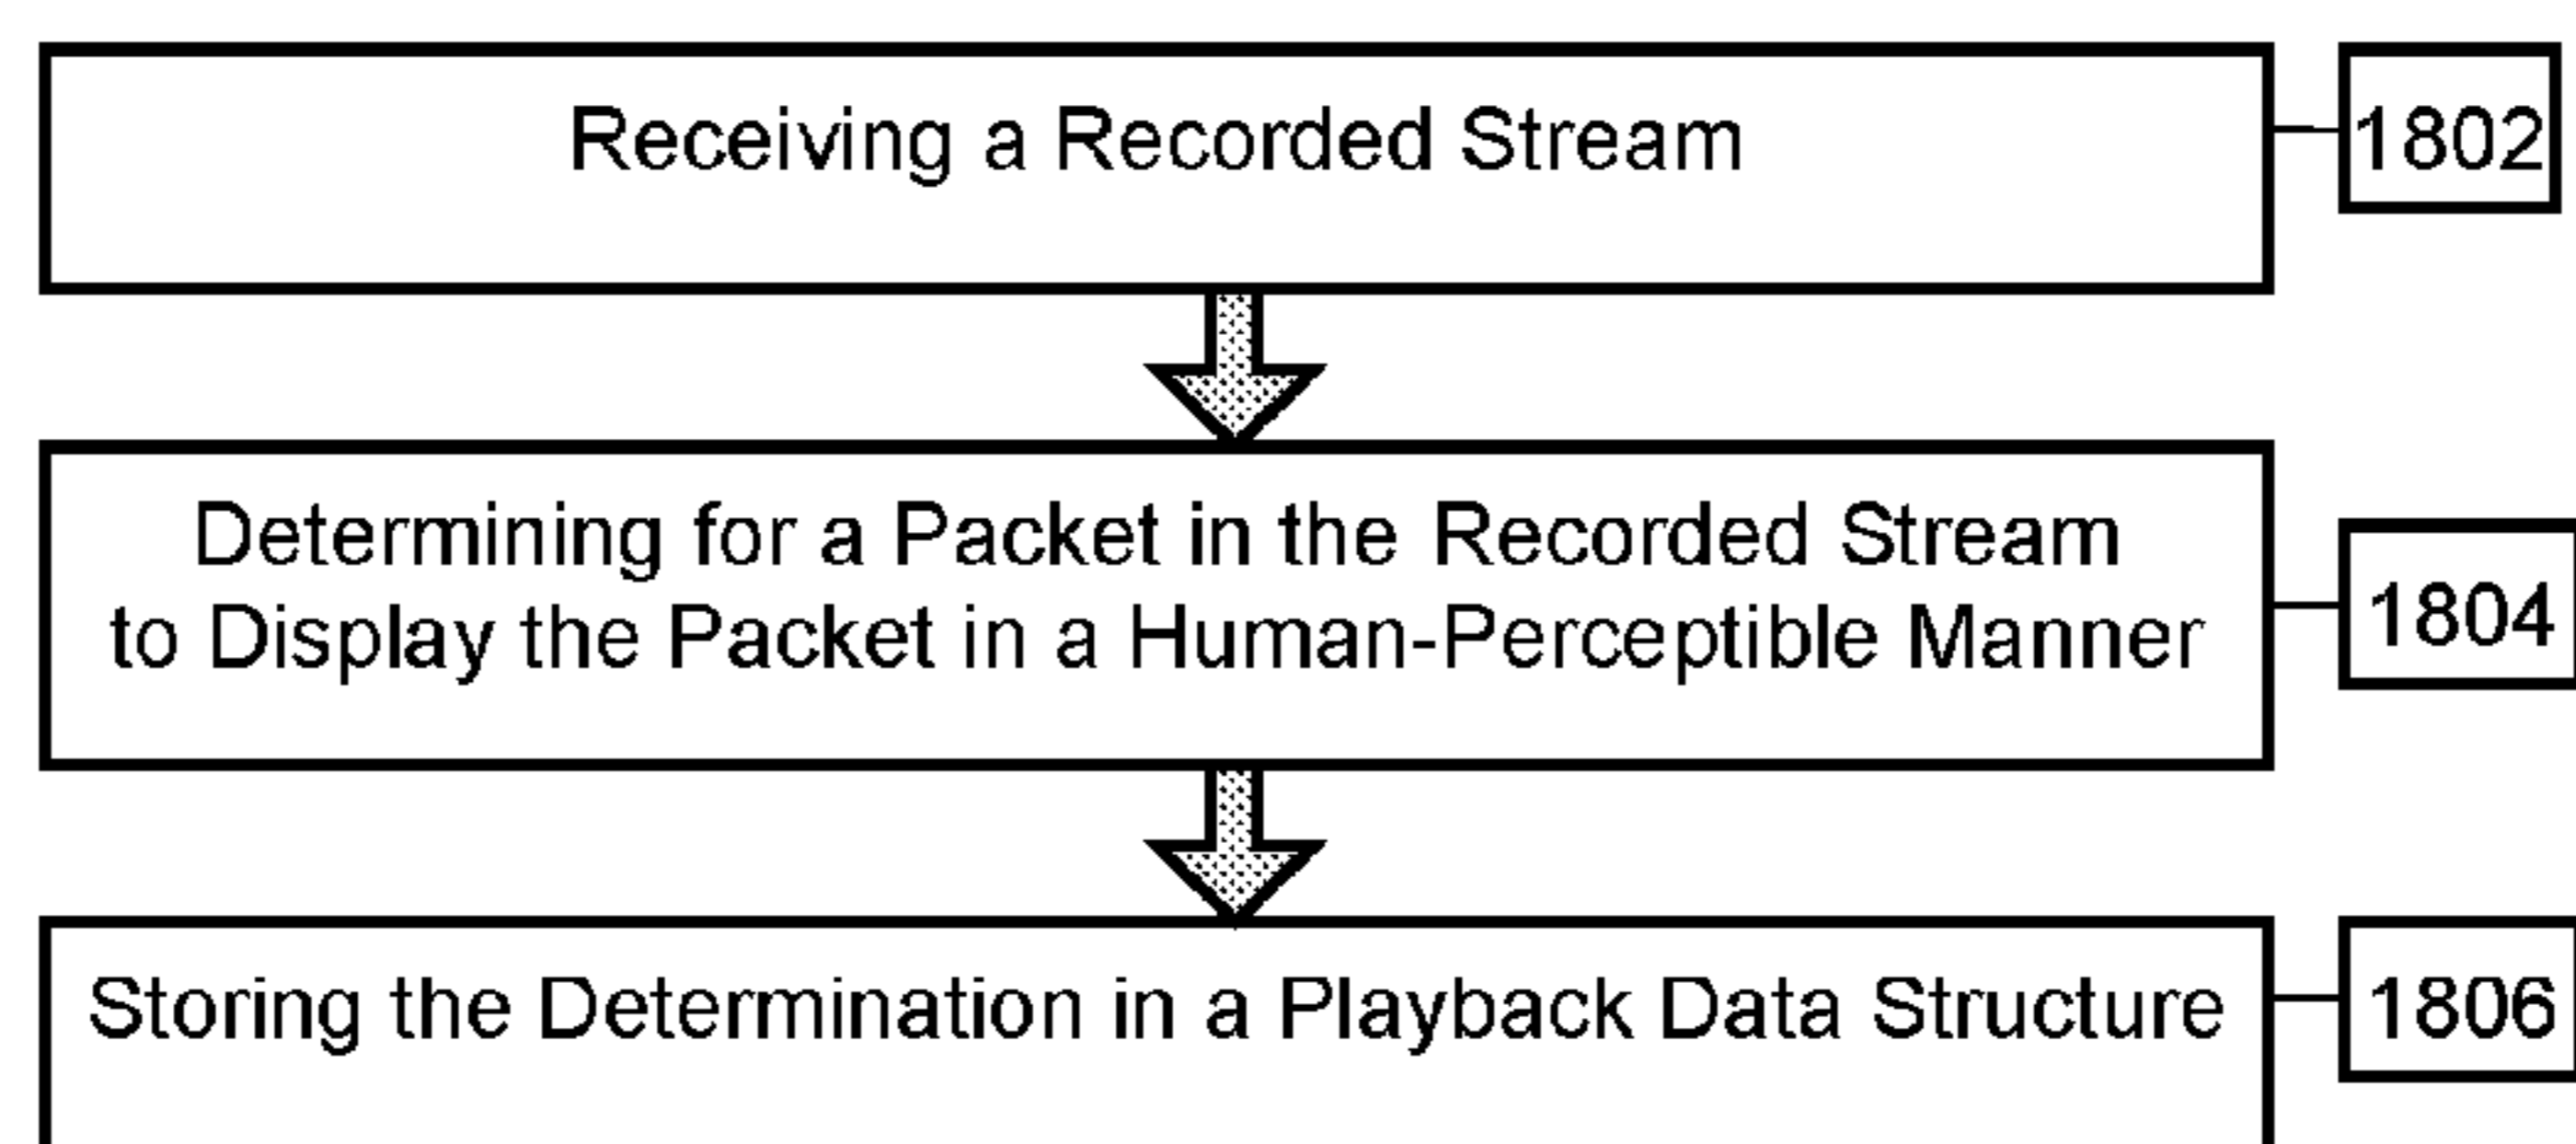 Receiving a Recorded Stream
1802
Determining for a Packet in the Recorded Stream
to Display the Packet in a Human-Perceptible Manner
1804
Storing the Determination in a Playback Data Structure
1806